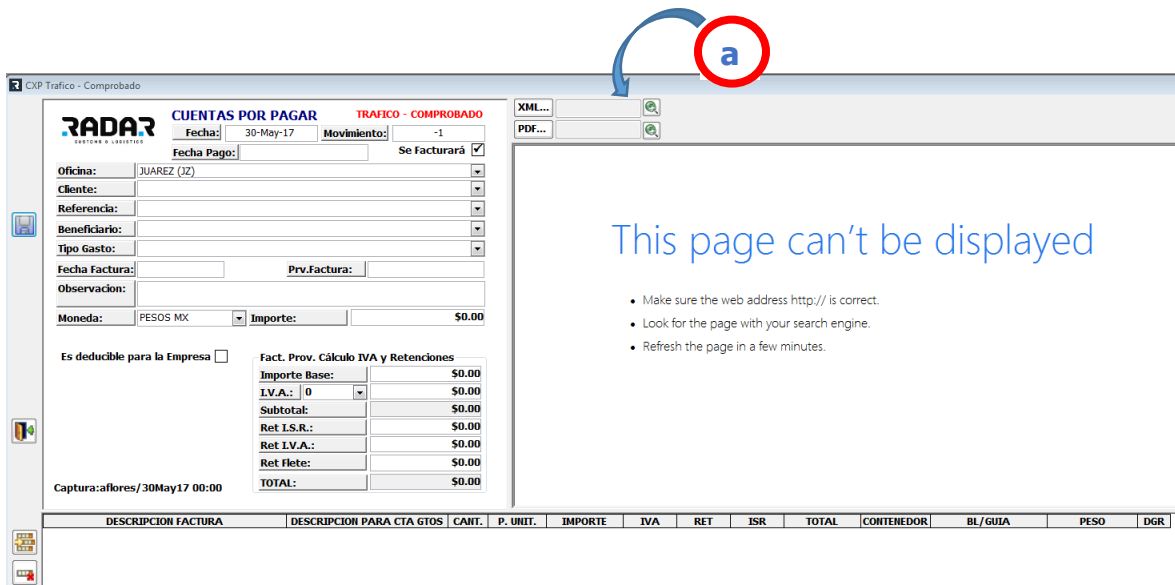 a
CXP Trafico - Comprobado
RADAR
CUSTOMS & LOGISTICS
CUENTAS POR PAGAR
TRAFICO - COMPROBADO
Fecha: 30-May-17 Movimiento: -1
Fecha Pago: Se Facturará
Oficina: JUAREZ (JZ)
Cliente:
Referencia:
Beneficiario:
Tipo Gasto:
Fecha Factura: Prv.Factura:
Observacion:
Moneda: PESOS MX Importe: $0.00
Es deducible para la Empresa
Fact. Prov. Cálculo IVA y Retenciones
Importe Base: $0.00
I.V.A.: 0 $0.00
Subtotal: $0.00
Ret I.S.R.: $0.00
Ret I.V.A.: $0.00
Ret Flete: $0.00
TOTAL: $0.00
Captura:aflores/30May17 00:00
XML...
PDF...
This page can't be displayed
• Make sure the web address http:// is correct.
• Look for the page with your search engine.
• Refresh the page in a few minutes.
DESCRIPCION FACTURA DESCRIPCION PARA CTA GTOS CANT. P. UNIT. IMPORTE IVA RET ISR TOTAL CONTENEDOR BL/GUIA PESO DGR